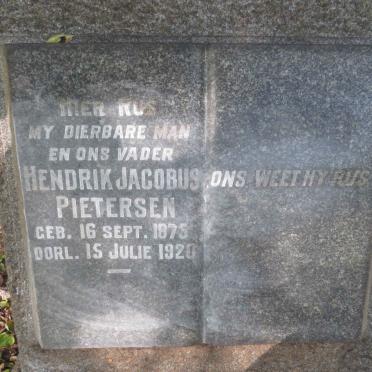 HIER RUS
MY DIERBARE MAN
EN ONS VADER
HENDRIK JACOBUS
PIETERSEN
GEB. 16 SEPT. 1873
OORL. 15 JULIE 1920
ONS WEET HY RUS